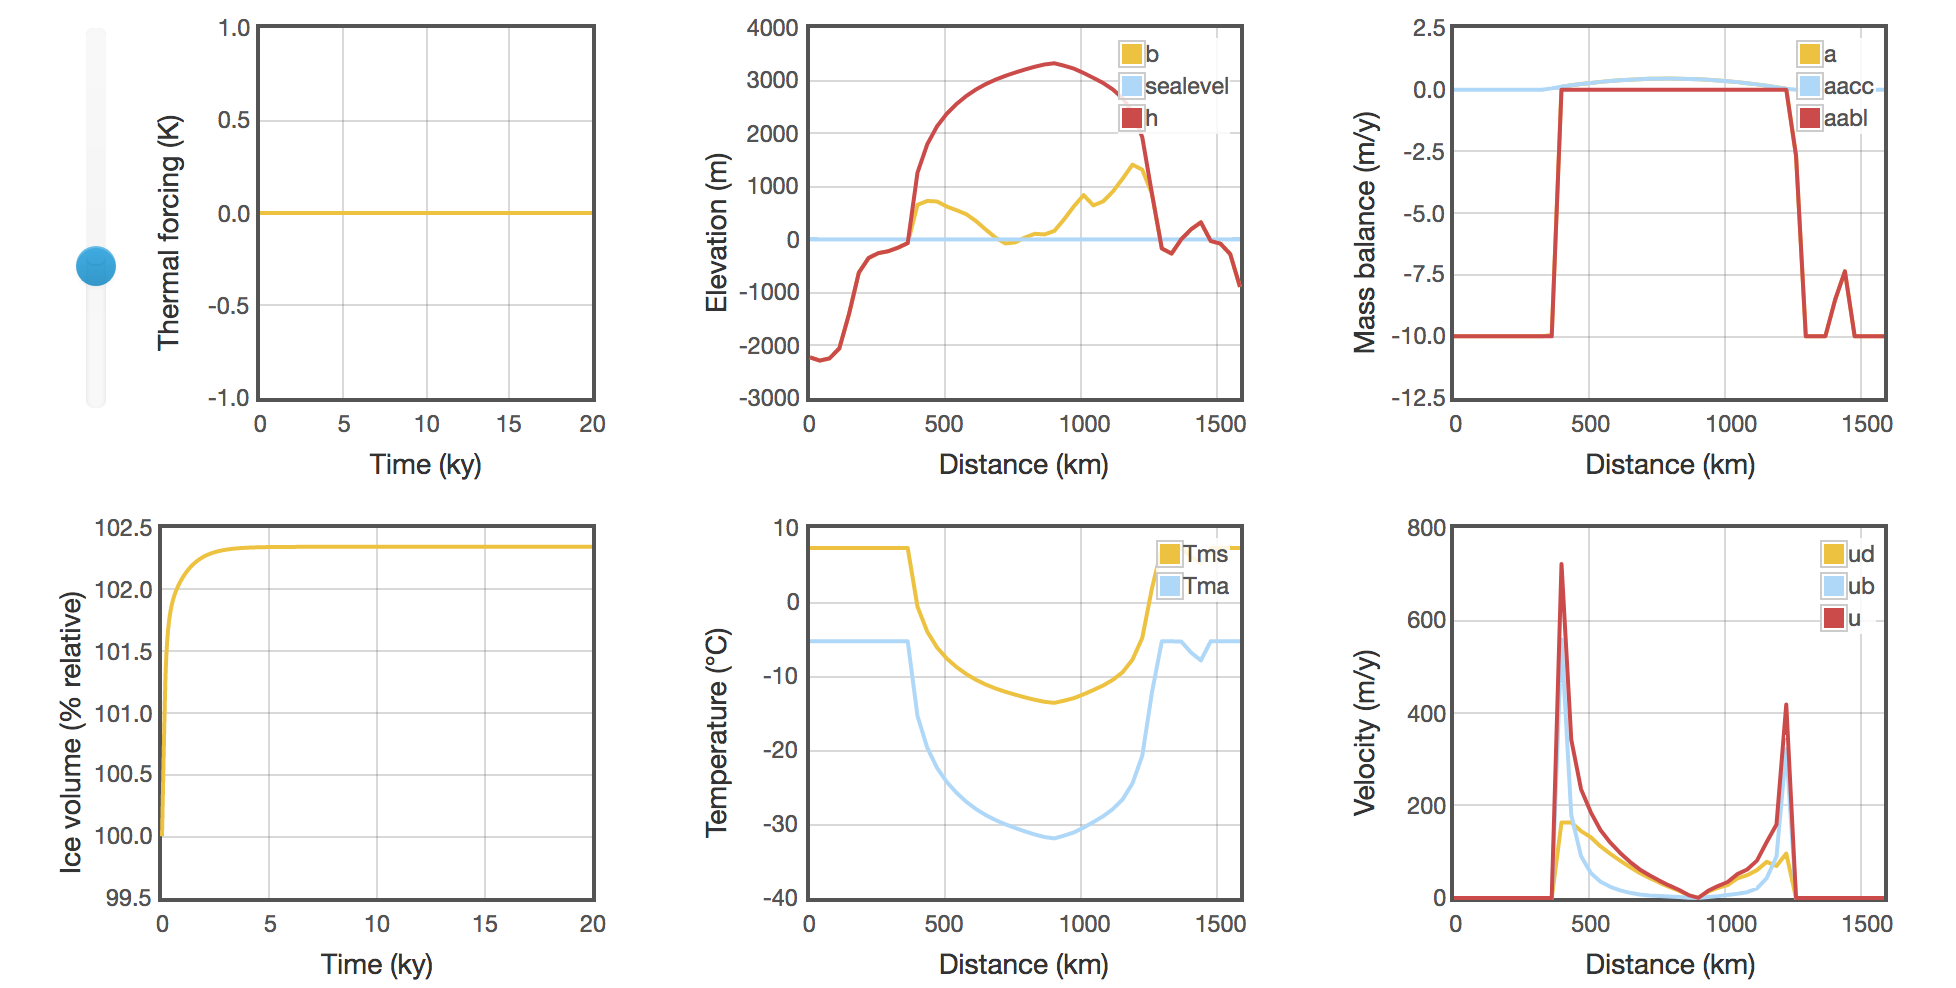 Thermal forcing (K)
1.0
0.5
0.0
-0.5
-1.0
0 5 10 15 20
Time (ky)
Elevation (m)
4000
3000
2000
1000
0
-1000
-2000
-3000
b
sealevel
h
0 500 1000 1500
Distance (km)
Mass balance (m/y)
2.5
0.0
-2.5
-5.0
-7.5
-10.0
-12.5
a
aacc
aabl
0 500 1000 1500
Distance (km)
Ice volume (% relative)
102.5
102.0
101.5
101.0
100.5
100.0
99.5
0 5 10 15 20
Time (ky)
Temperature (°C)
10
0
-10
-20
-30
-40
Tms
Tma
0 500 1000 1500
Distance (km)
Velocity (m/y)
800
600
400
200
0
ud
ub
u
0 500 1000 1500
Distance (km)